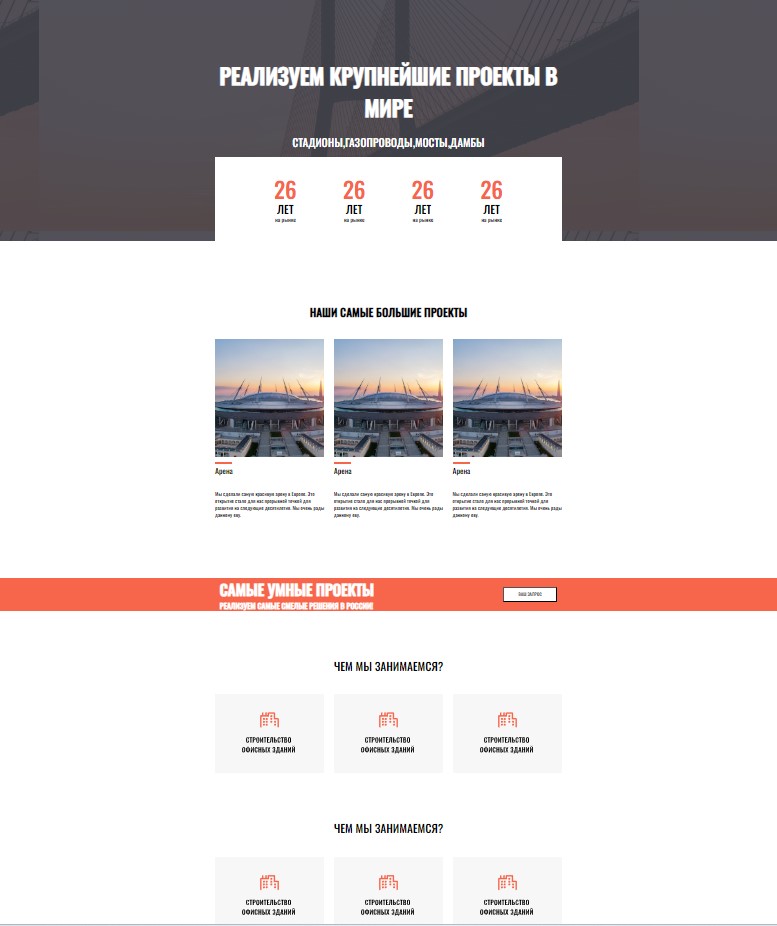 РЕАЛИЗУЕМ КРУПНЕЙШИЕ ПРОЕКТЫ В
МИРЕ
СТАДИОНЫ,ГАЗОПРОВОДЫ,МОСТЫ,ДАМБЫ
26 26 26 26
ЛЕТ ЛЕТ ЛЕТ ЛЕТ
на рынке на рынке на рынке на рынке
НАШИ САМЫЕ БОЛЬШИЕ ПРОЕКТЫ
Арена Арена Арена
Мы сделали самую красивую арену в Европе. Это Мы сделали самую красивую арену в Европе. Это Мы сделали самую красивую арену в Европе. Это
открытие стало для нас прорывной точкой для открытие стало для нас прорывной точкой для открытие стало для нас прорывной точкой для
развития на следующие десятилетия. Мы очень рады развития на следующие десятилетия. Мы очень рады развития на следующие десятилетия. Мы очень рады
данному яву. данному яву. данному яву.
САМЫЕ УМНЫЕ ПРОЕКТЫ
РЕАЛИЗУЕМ САМЫЕ СМЕЛЫЕ РЕШЕНИЯ В РОССИИ!
ВАШ ЗАПРОС
ЧЕМ МЫ ЗАНИМАЕМСЯ?
СТРОИТЕЛЬСТВО СТРОИТЕЛЬСТВО СТРОИТЕЛЬСТВО
ОФИСНЫХ ЗДАНИЙ ОФИСНЫХ ЗДАНИЙ ОФИСНЫХ ЗДАНИЙ
ЧЕМ МЫ ЗАНИМАЕМСЯ?
СТРОИТЕЛЬСТВО СТРОИТЕЛЬСТВО СТРОИТЕЛЬСТВО
ОФИСНЫХ ЗДАНИЙ ОФИСНЫХ ЗДАНИЙ ОФИСНЫХ ЗДАНИЙ